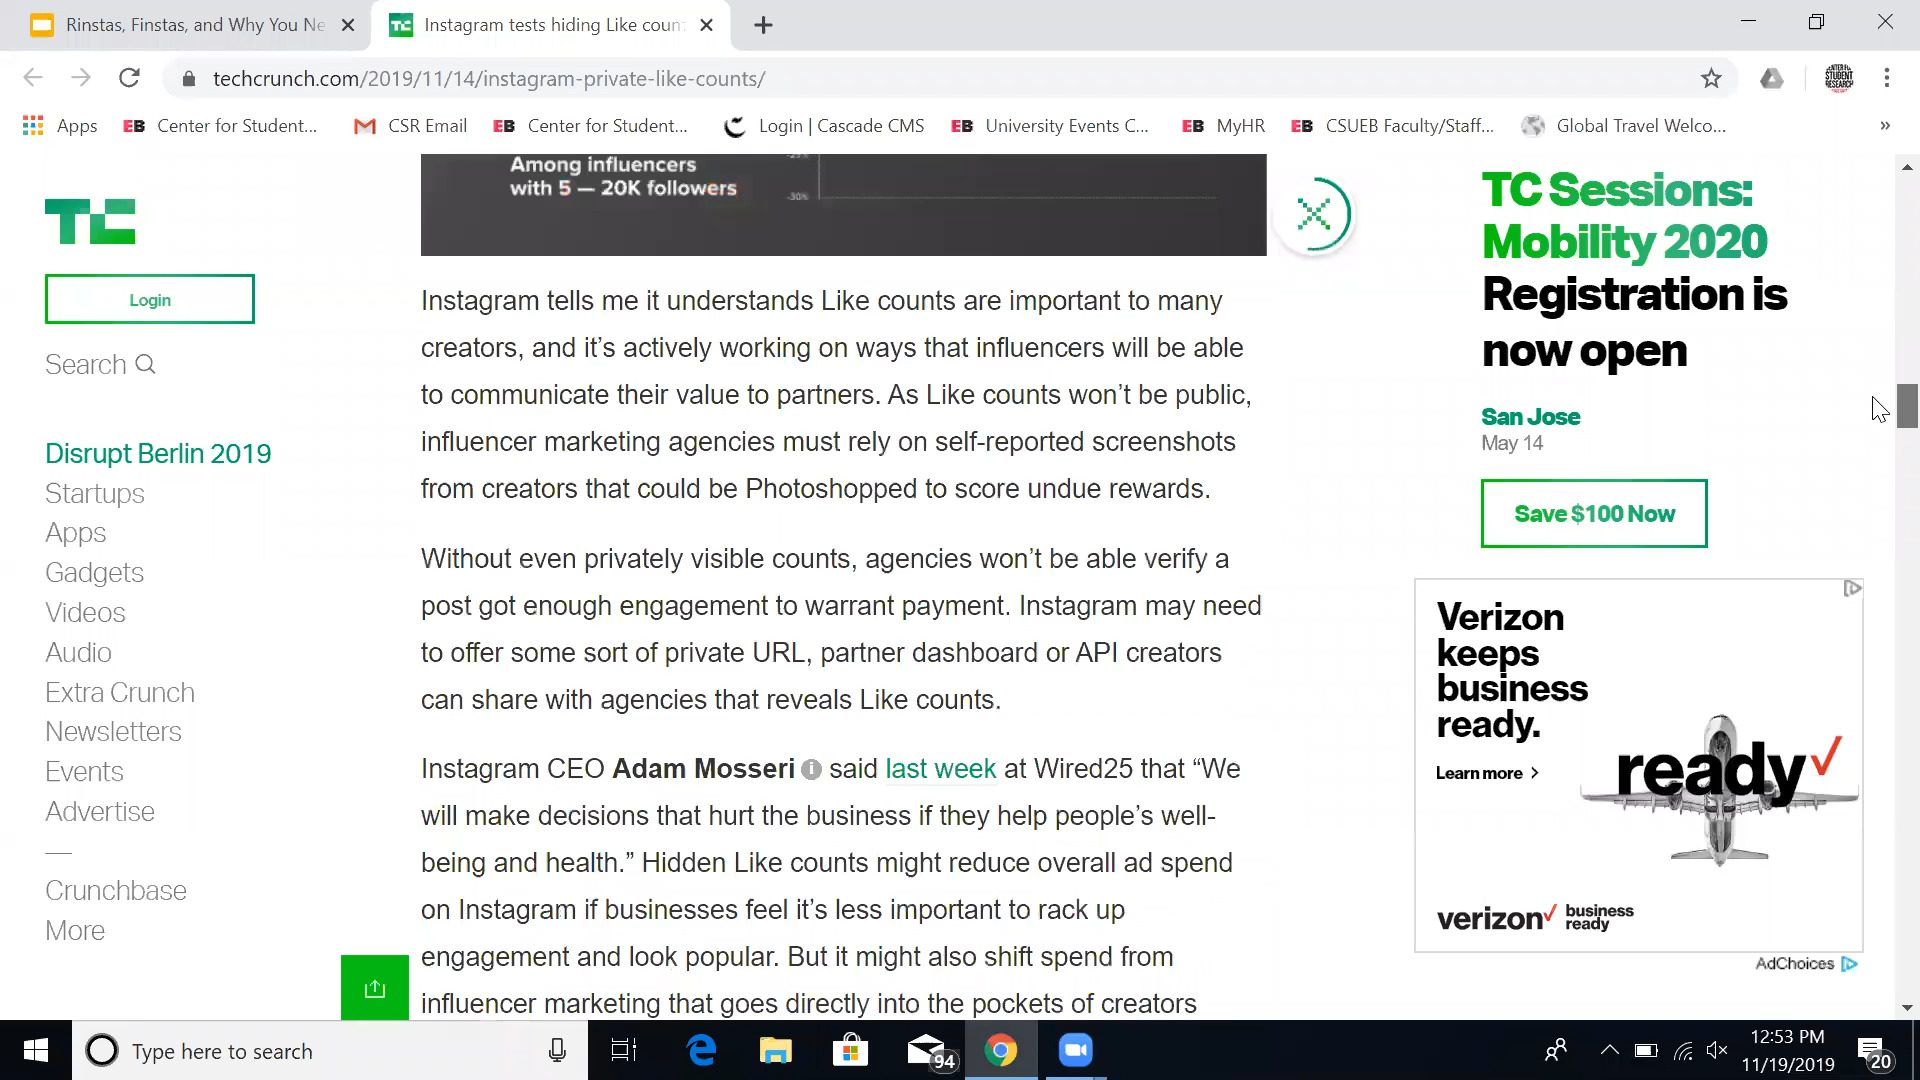 Rinstas, Finstas, and Why You Ne
Instagram tests hiding Like coun
techcrunch.com/2019/11/14/instagram-private-like-counts/
Apps
EB Center for Student...
CSR Email
EB Center for Student...
Login | Cascade CMS
EB University Events C...
EB MyHR
EB CSUEB Faculty/Staff...
Global Travel Welco...
»
TC
Login
Search
Disrupt Berlin 2019
Startups
Apps
Gadgets
Videos
Audio
Extra Crunch
Newsletters
Events
Advertise
—
Crunchbase
More
Among influencers
with 5 — 20K followers
-25%
-30%
Instagram tells me it understands Like counts are important to many
creators, and it’s actively working on ways that influencers will be able
to communicate their value to partners. As Like counts won’t be public,
influencer marketing agencies must rely on self-reported screenshots
from creators that could be Photoshopped to score undue rewards.
Without even privately visible counts, agencies won’t be able verify a
post got enough engagement to warrant payment. Instagram may need
to offer some sort of private URL, partner dashboard or API creators
can share with agencies that reveals Like counts.
Instagram CEO Adam Mosseri said last week at Wired25 that “We
will make decisions that hurt the business if they help people’s well-
being and health.” Hidden Like counts might reduce overall ad spend
on Instagram if businesses feel it’s less important to rack up
engagement and look popular. But it might also shift spend from
influencer marketing that goes directly into the pockets of creators
TC Sessions:
Mobility 2020
Registration is
now open
San Jose
May 14
Save $100 Now
Verizon
keeps
business
ready.
Learn more >
ready
verizon business
ready
AdChoices
Type here to search
94
12:53 PM
11/19/2019
20